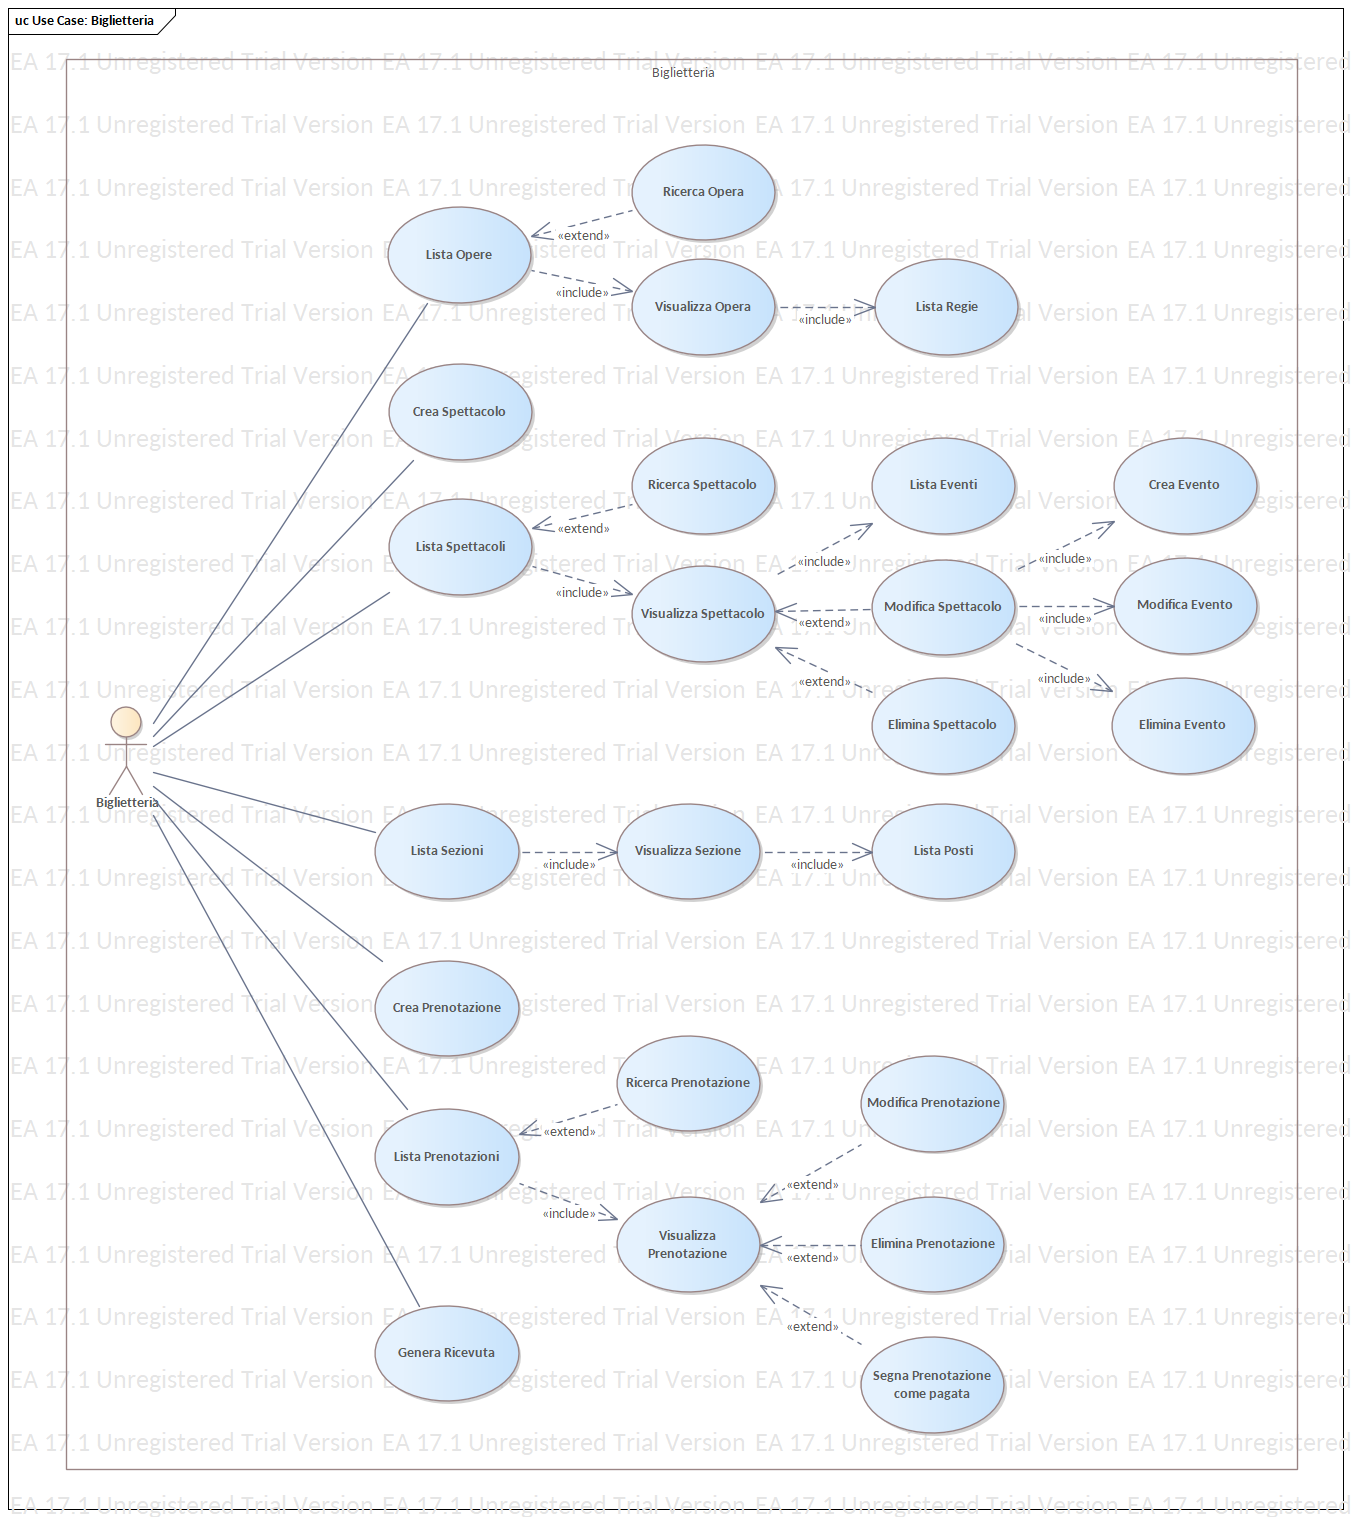 uc Use Case: Biglietteria
EA 17.1 Unregistered Trial Version EA 17.1 Unregistered Trial Version EA 17.1 Unregistered Trial Version EA 17.1 Unregistered
Biglietteria
Ricerca Opera
«extend»
Lista Opere
«include»
Visualizza Opera
«include»
Lista Regie
Crea Spettacolo
Ricerca Spettacolo
«extend»
Lista Spettacoli
«include»
Visualizza Spettacolo
Lista Eventi
«include»
Modifica Spettacolo
«extend»
Elimina Spettacolo
«extend»
Crea Evento
«include»
Modifica Evento
«include»
Elimina Evento
«include»
Biglietteria
Lista Sezioni
«include»
Visualizza Sezione
«include»
Lista Posti
Crea Prenotazione
Ricerca Prenotazione
«extend»
Lista Prenotazioni
«include»
Visualizza
Prenotazione
Modifica Prenotazione
«extend»
Elimina Prenotazione
«extend»
Segna Prenotazione
come pagata
«extend»
Genera Ricevuta